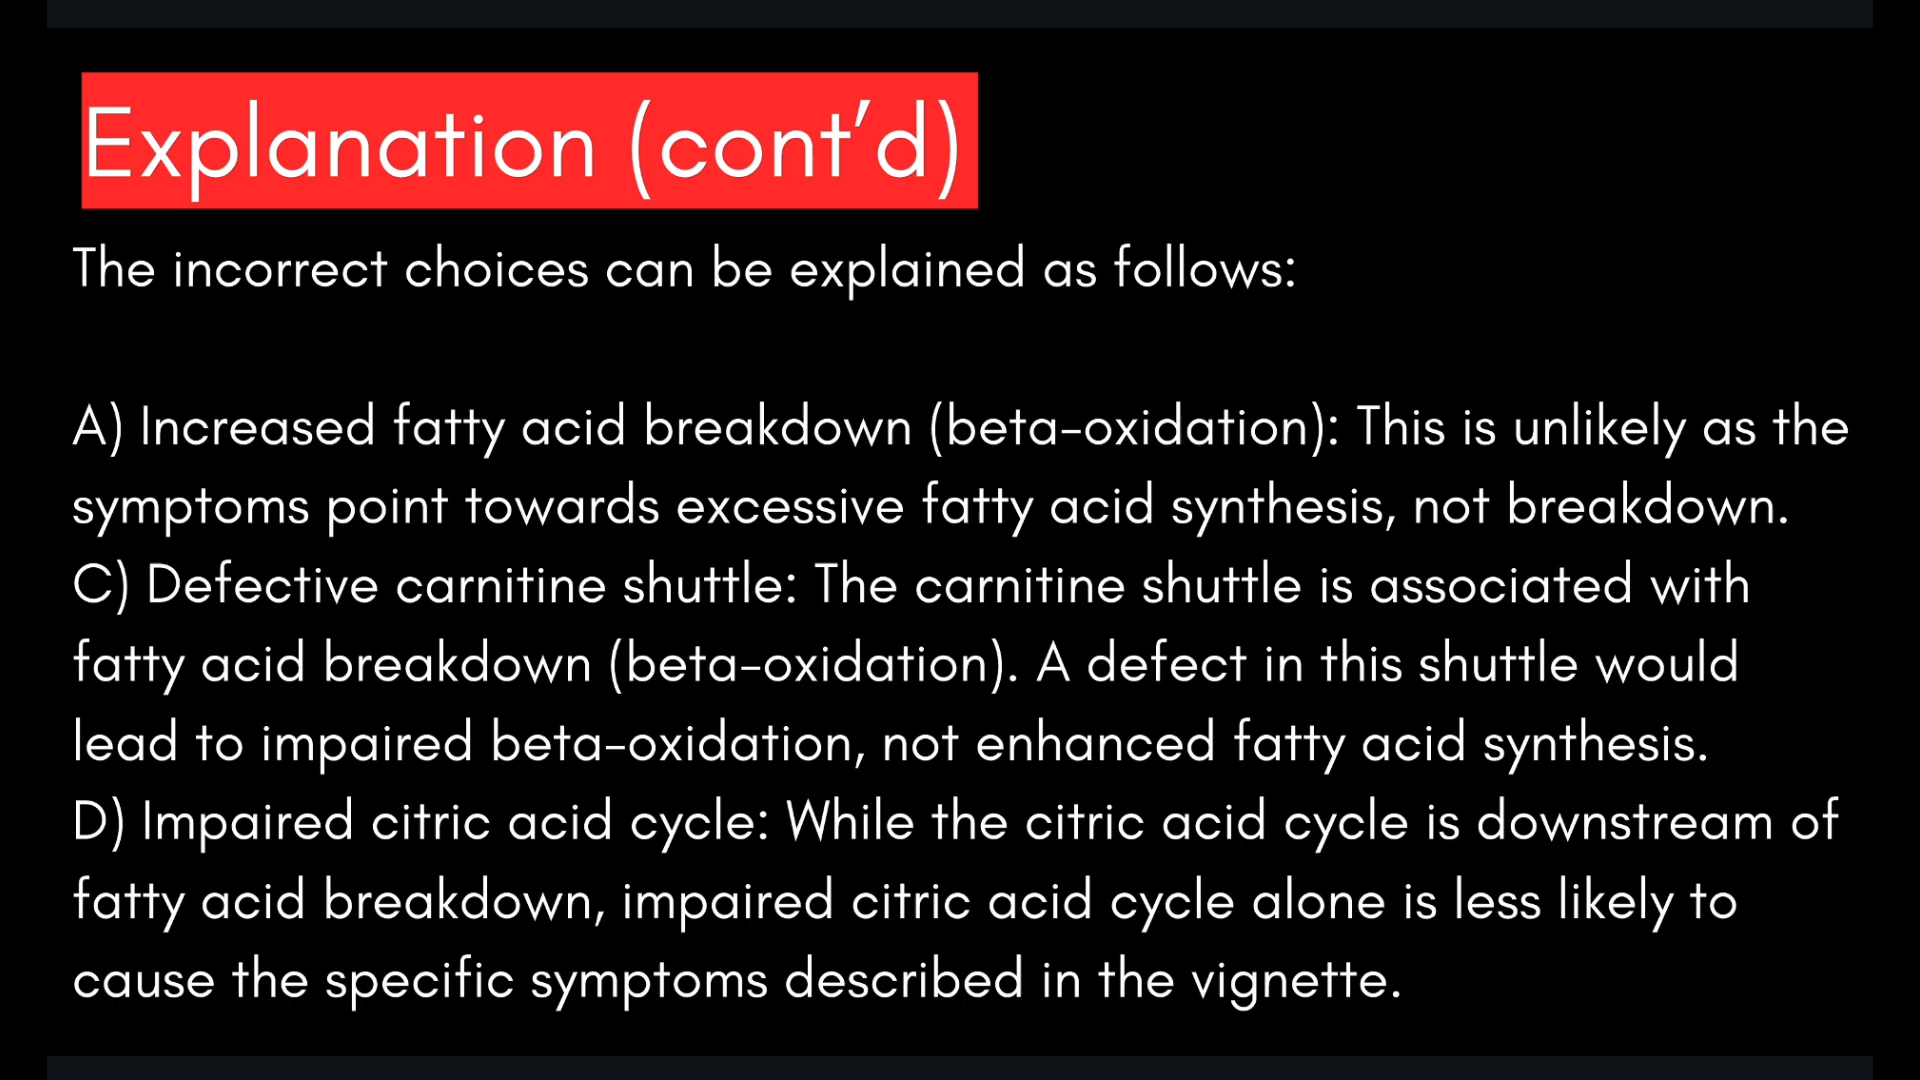 Explanation (cont’d)
The incorrect choices can be explained as follows:
A) Increased fatty acid breakdown (beta-oxidation): This is unlikely as the
symptoms point towards excessive fatty acid synthesis, not breakdown.
C) Defective carnitine shuttle: The carnitine shuttle is associated with
fatty acid breakdown (beta-oxidation). A defect in this shuttle would
lead to impaired beta-oxidation, not enhanced fatty acid synthesis.
D) Impaired citric acid cycle: While the citric acid cycle is downstream of
fatty acid breakdown, impaired citric acid cycle alone is less likely to
cause the specific symptoms described in the vignette.